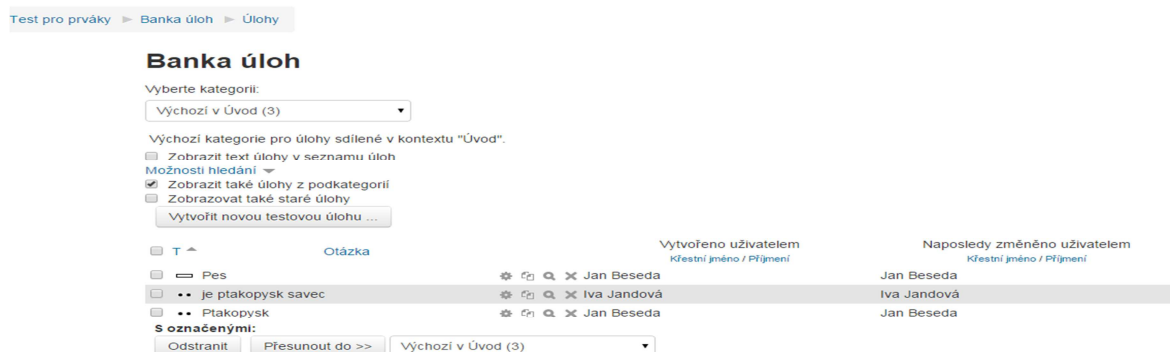 Test pro prváky ► Banka úloh ► Úlohy
Banka úloh
Vyberte kategorii:
Výchozí v Úvod (3)
Výchozí kategorie pro úlohy sdílené v kontextu "Úvod".
Zobrazit text úlohy v seznamu úloh
Možnosti hledání
Zobrazit také úlohy z podkategorií
Zobrazovat také staré úlohy
Vytvořit novou testovou úlohu ...
T Otázka Vytvořeno uživatelem Naposledy změněno uživatelem
Křestní jméno / Příjmení Křestní jméno / Příjmení
Pes Jan Beseda Jan Beseda
je ptakopysk savec Iva Jandová Iva Jandová
Ptakopysk Jan Beseda Jan Beseda
S označenými:
Odstranit Přesunout do >> Výchozí v Úvod (3)